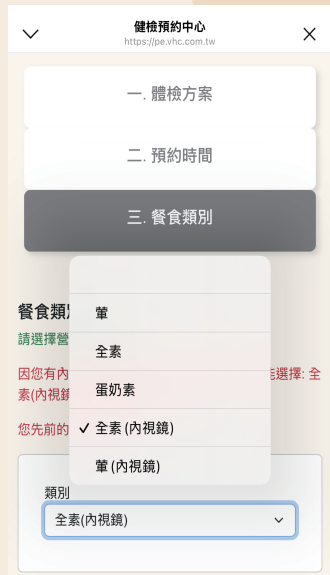 健檢預約中心
https://pe.vhc.com.tw
一. 體檢方案
二. 預約時間
三. 餐食類別
葷
全素
蛋奶素
✓ 全素 (內視鏡)
葷 (內視鏡)
餐食類
請選擇營
因您有內
選擇: 全
素(內視
您先前的
類別
全素(內視鏡)